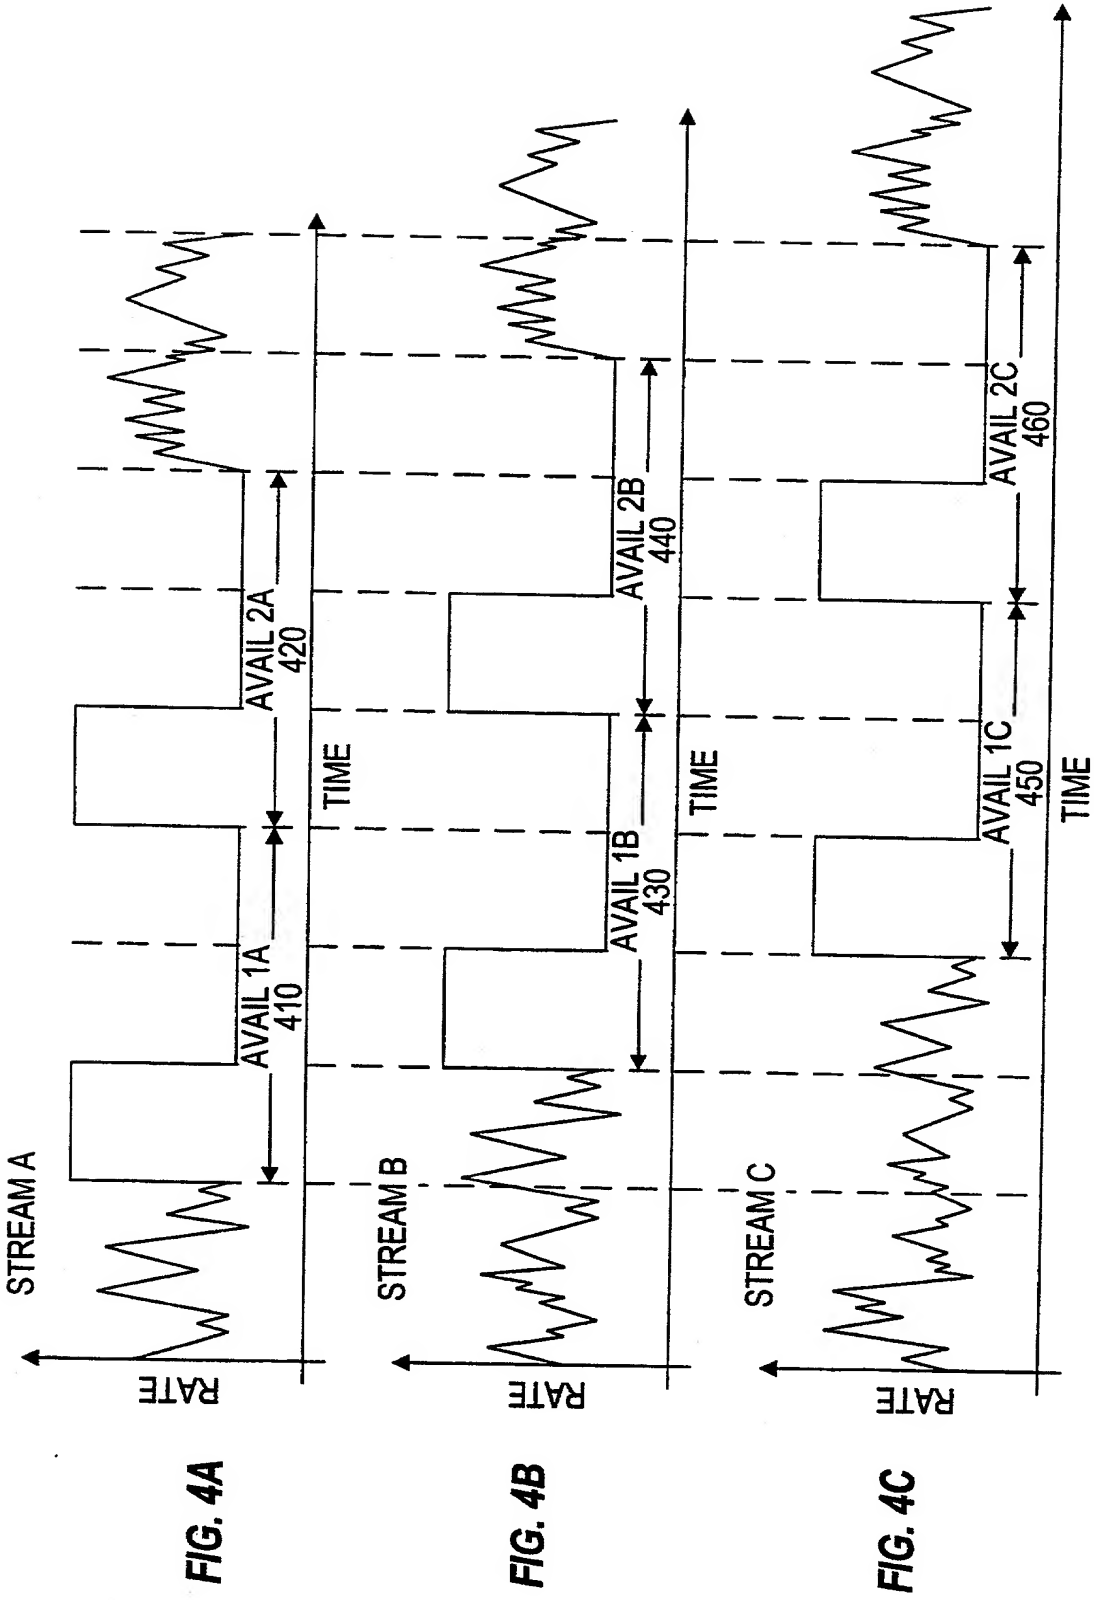 FIG. 4A
RATE
STREAM A
AVAIL 1A
410
AVAIL 2A
420
TIME
FIG. 4B
RATE
STREAM B
AVAIL 1B
430
AVAIL 2B
440
TIME
FIG. 4C
RATE
STREAM C
AVAIL 1C
450
AVAIL 2C
460
TIME